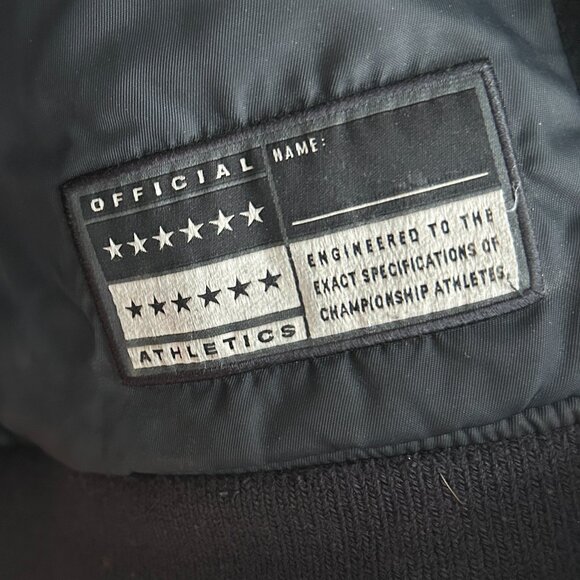 OFFICIAL
★★★★★★
★★★★★★
ATHLETICS
NAME:
ENGINEERED TO THE
EXACT SPECIFICATIONS OF
CHAMPIONSHIP ATHLETES.